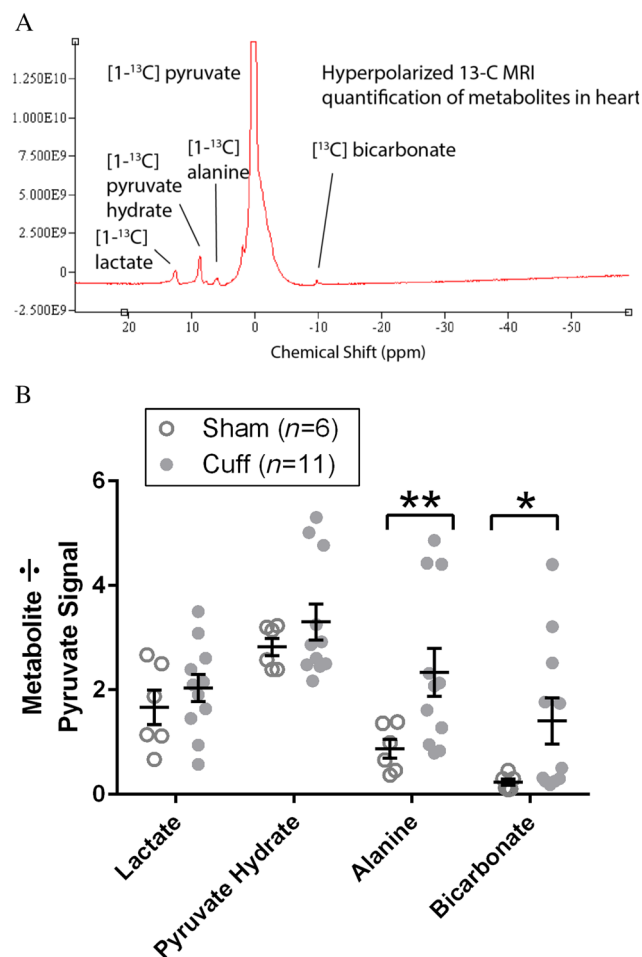 A
[1-¹³C] pyruvate
Hyperpolarized 13-C MRI
quantification of metabolites in heart
[1-¹³C]
alanine
[¹³C] bicarbonate
[1-¹³C]
pyruvate
hydrate
[1-¹³C]
lactate
1.250E10
1.000E10
7.500E9
5.000E9
2.500E9
0
-2.500E9
20 10 0 -10 -20 -30 -40 -50
Chemical Shift (ppm)
B
Sham (n=6)
Cuff (n=11)
Metabolite ÷
Pyruvate Signal
6
4
2
0
**
*
Lactate
Pyruvate Hydrate
Alanine
Bicarbonate